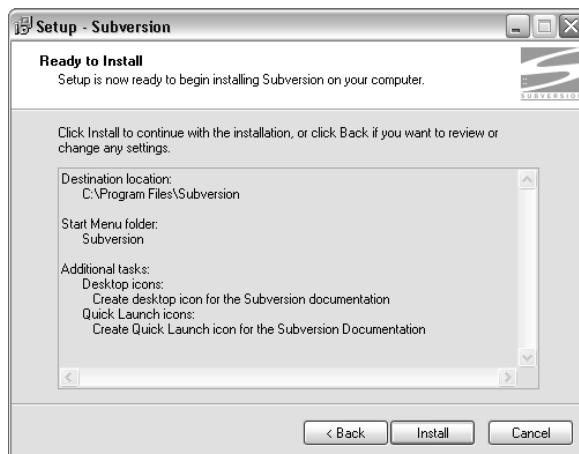 Setup - Subversion
Ready to Install
Setup is now ready to begin installing Subversion on your computer.
SUBVERSION
Click Install to continue with the installation, or click Back if you want to review or
change any settings.
Destination location:
C:\Program Files\Subversion
Start Menu folder:
Subversion
Additional tasks:
Desktop icons:
Create desktop icon for the Subversion documentation
Quick Launch icons:
Create Quick Launch icon for the Subversion Documentation
< Back
Install
Cancel